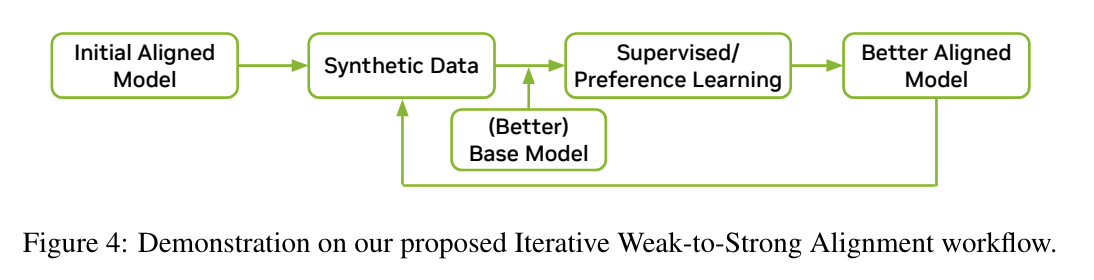 Initial Aligned
Model
Synthetic Data
Supervised/
Preference Learning
Better Aligned
Model
(Better)
Base Model
Figure 4: Demonstration on our proposed Iterative Weak-to-Strong Alignment workflow.